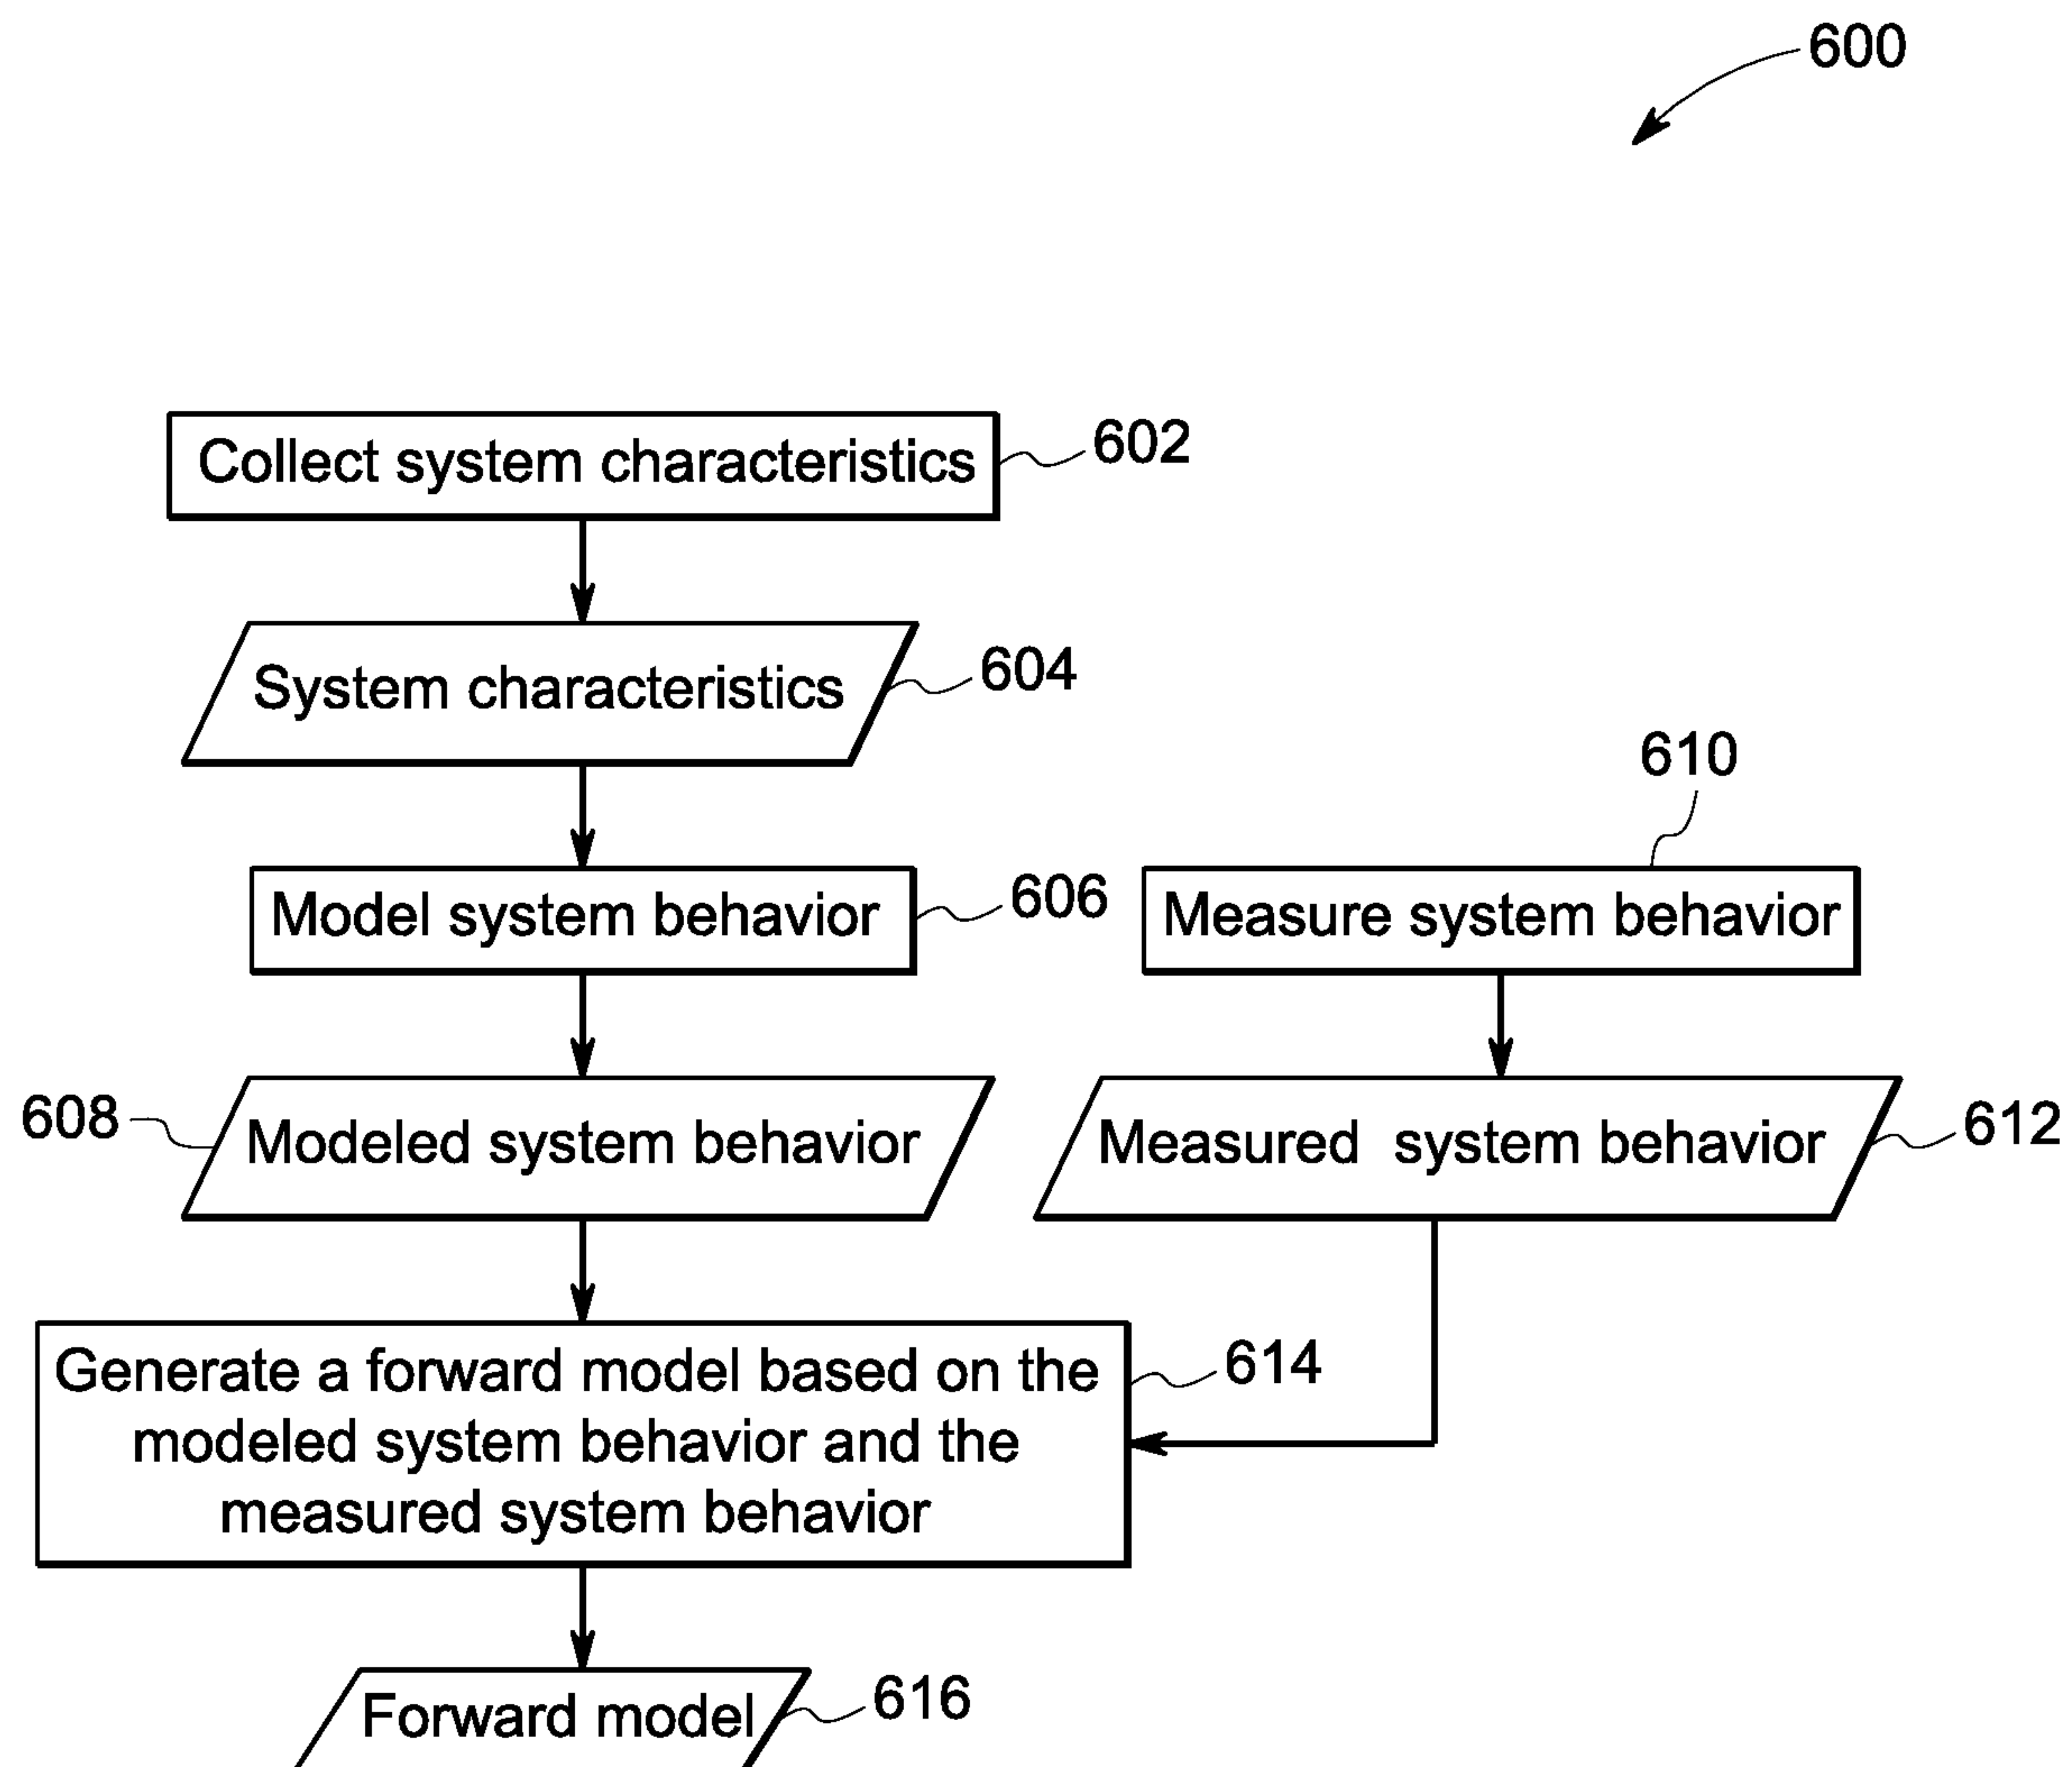 600
Collect system characteristics
602
System characteristics
604
610
Model system behavior
606
Measure system behavior
608
Modeled system behavior
Measured system behavior
612
Generate a forward model based on the
modeled system behavior and the
measured system behavior
614
Forward model
616